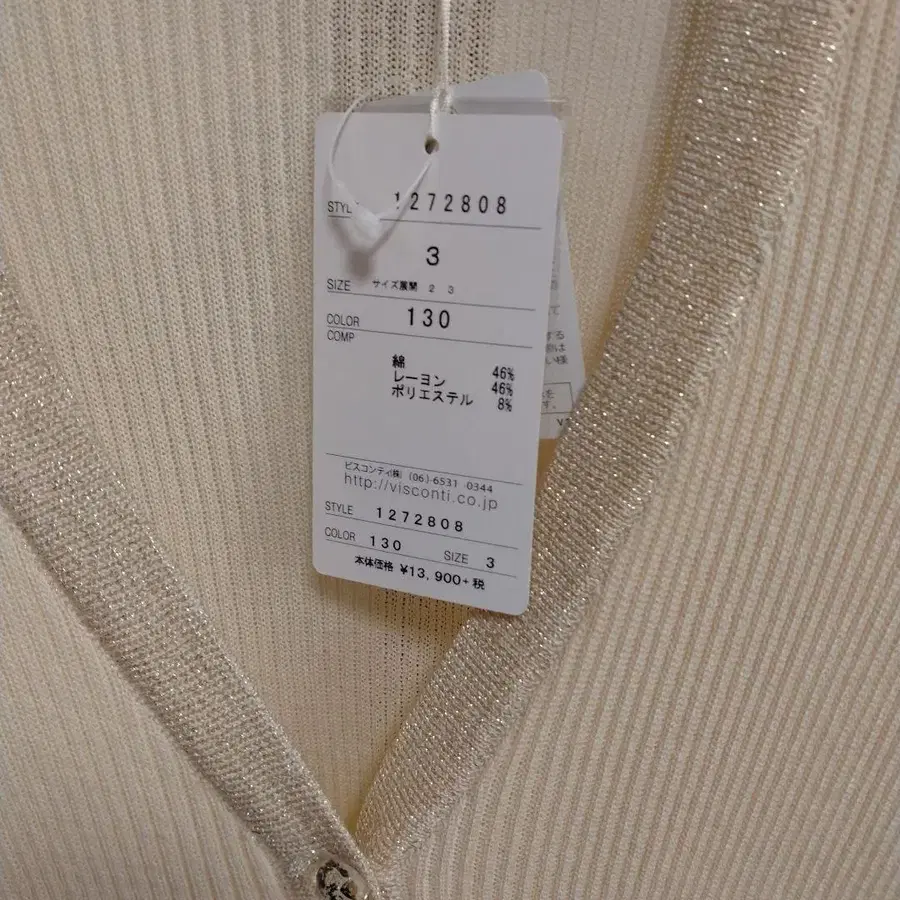 STYLE 1272808
3
SIZE サイズ展開 2 3
COLOR 130
COMP
綿 46%
レーヨン 46%
ポリエステル 8%
ビスコンティ(株) (06)-6531-0344
http://visconti.co.jp
STYLE 1272808
COLOR 130 SIZE 3
本体価格 ¥13,900+税